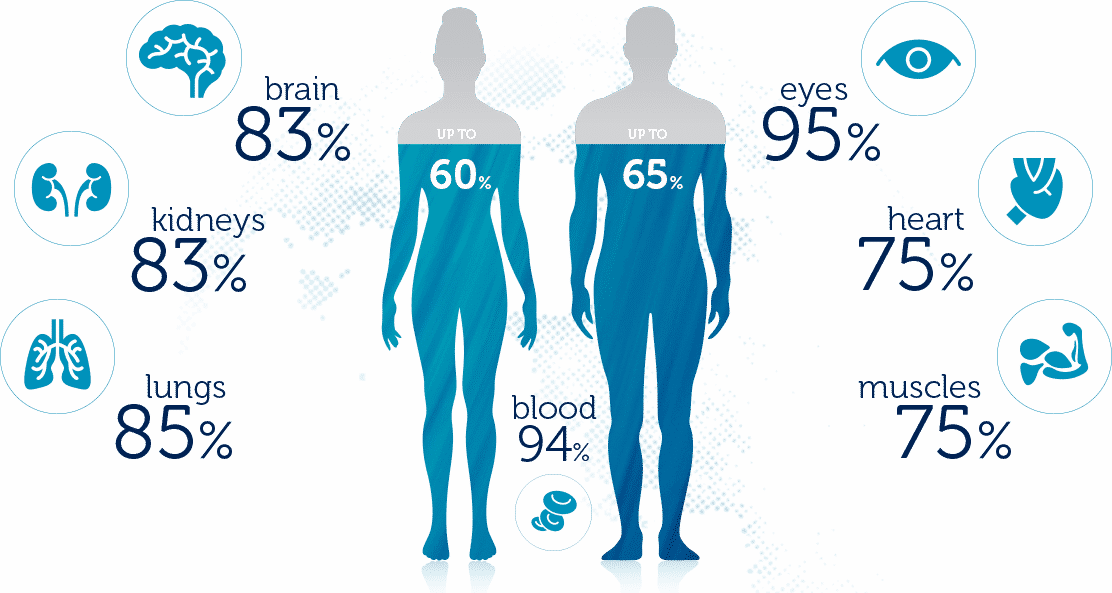 brain
83%
kidneys
83%
lungs
85%
UP TO
60%
UP TO
65%
blood
94%
eyes
95%
heart
75%
muscles
75%